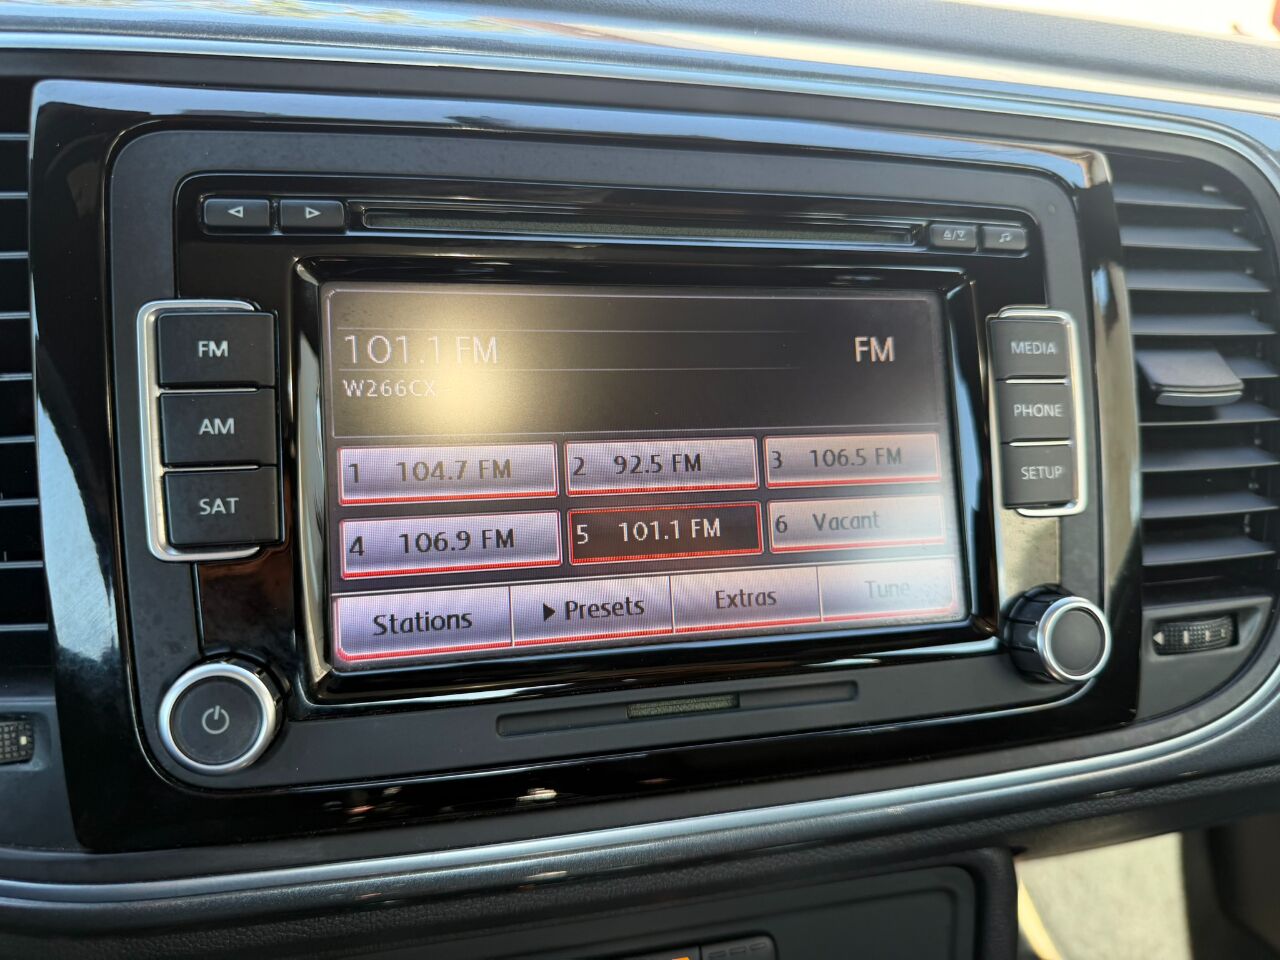 101.1 FM FM
W266CX
1 104.7 FM 2 92.5 FM 3 106.5 FM
4 106.9 FM 5 101.1 FM 6 Vacant
Stations Presets Extras Tune
FM
AM
SAT
MEDIA
PHONE
SETUP